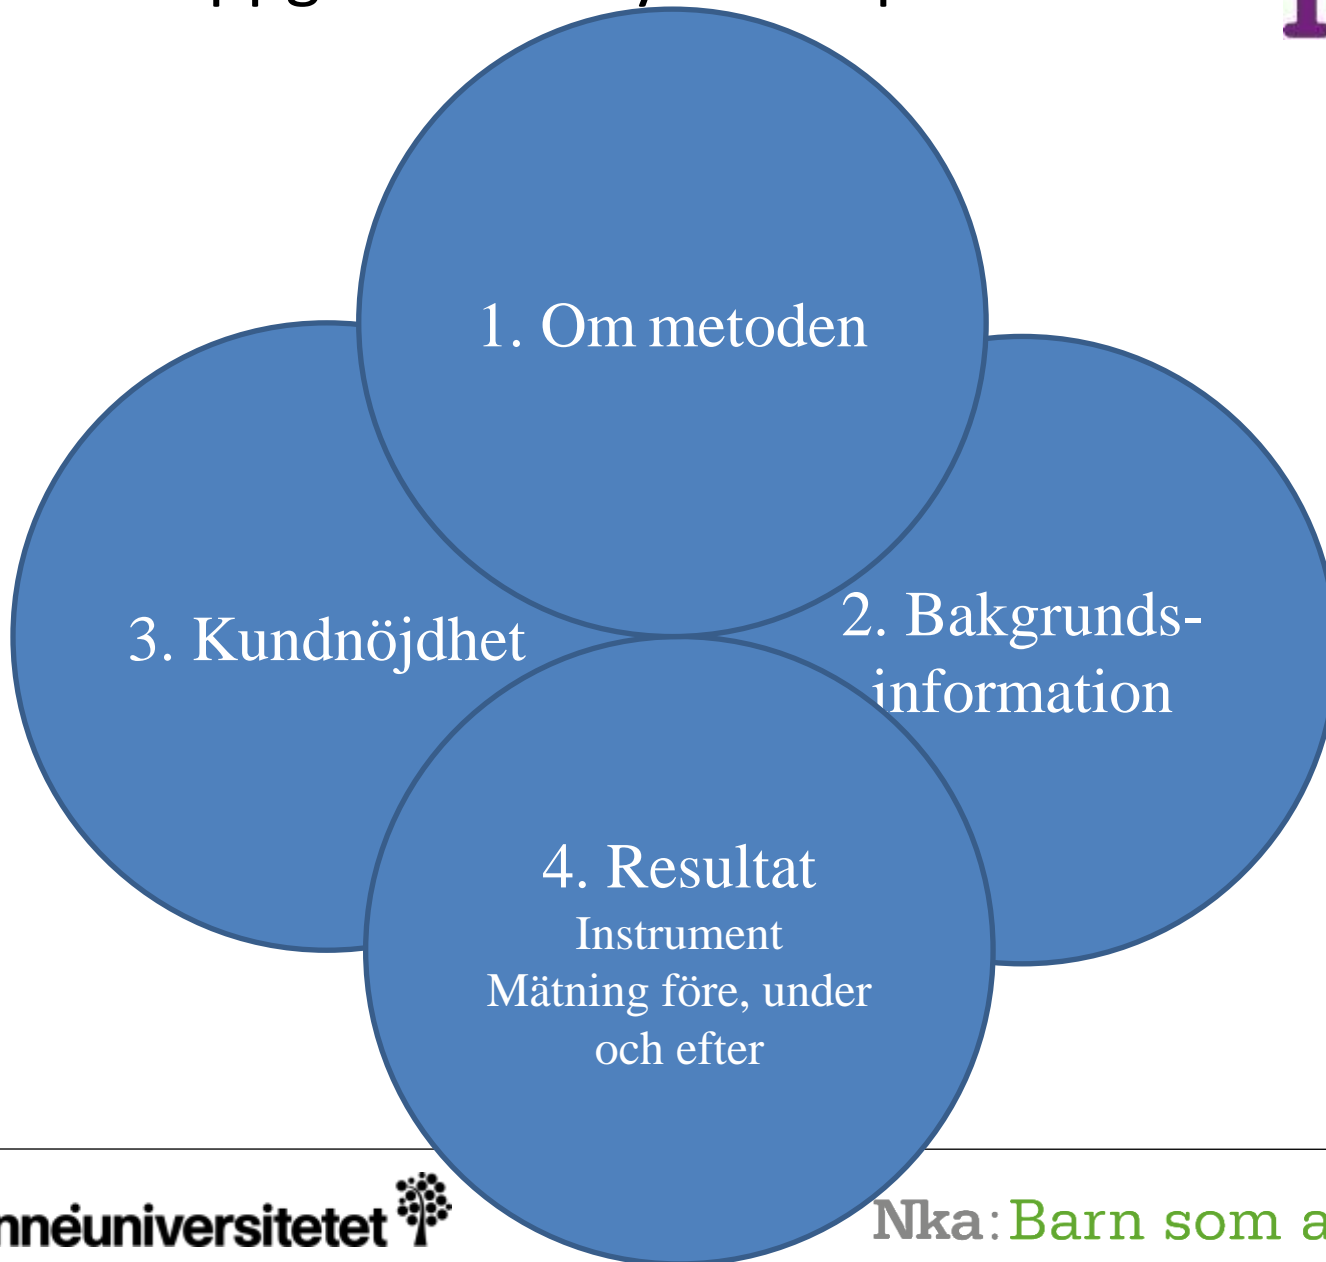 1. Om metoden
2. Bakgrunds-
information
3. Kundnöjdhet
4. Resultat
Instrument
Mätning före, under
och efter
nnéuniversitetet
Nka: Barn som a